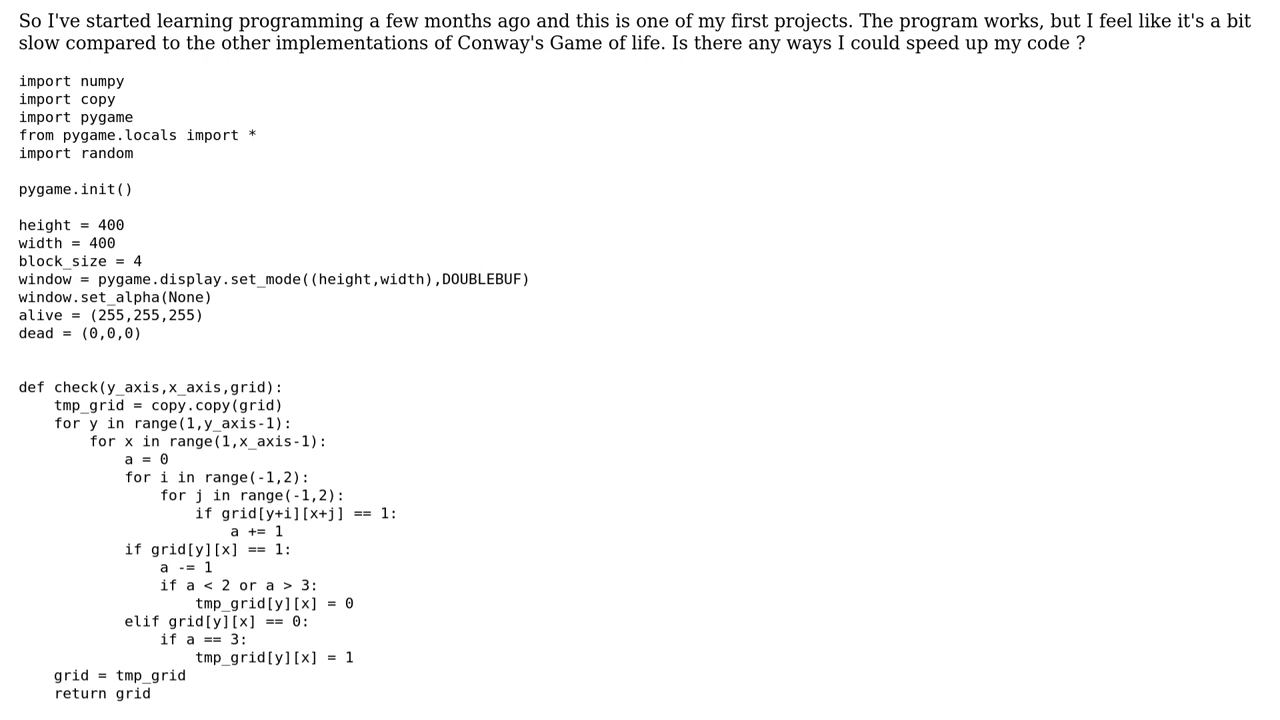 So I've started learning programming a few months ago and this is one of my first projects. The program works, but I feel like it's a bit
slow compared to the other implementations of Conway's Game of life. Is there any ways I could speed up my code ?
import numpy
import copy
import pygame
from pygame.locals import *
import random
pygame.init()
height = 400
width = 400
block_size = 4
window = pygame.display.set_mode((height,width),DOUBLEBUF)
window.set_alpha(None)
alive = (255,255,255)
dead = (0,0,0)
def check(y_axis,x_axis,grid):
    tmp_grid = copy.copy(grid)
    for y in range(1,y_axis-1):
        for x in range(1,x_axis-1):
            a = 0
            for i in range(-1,2):
                for j in range(-1,2):
                    if grid[y+i][x+j] == 1:
                        a += 1
            if grid[y][x] == 1:
                a -= 1
                if a < 2 or a > 3:
                    tmp_grid[y][x] = 0
            elif grid[y][x] == 0:
                if a == 3:
                    tmp_grid[y][x] = 1
    grid = tmp_grid
    return grid